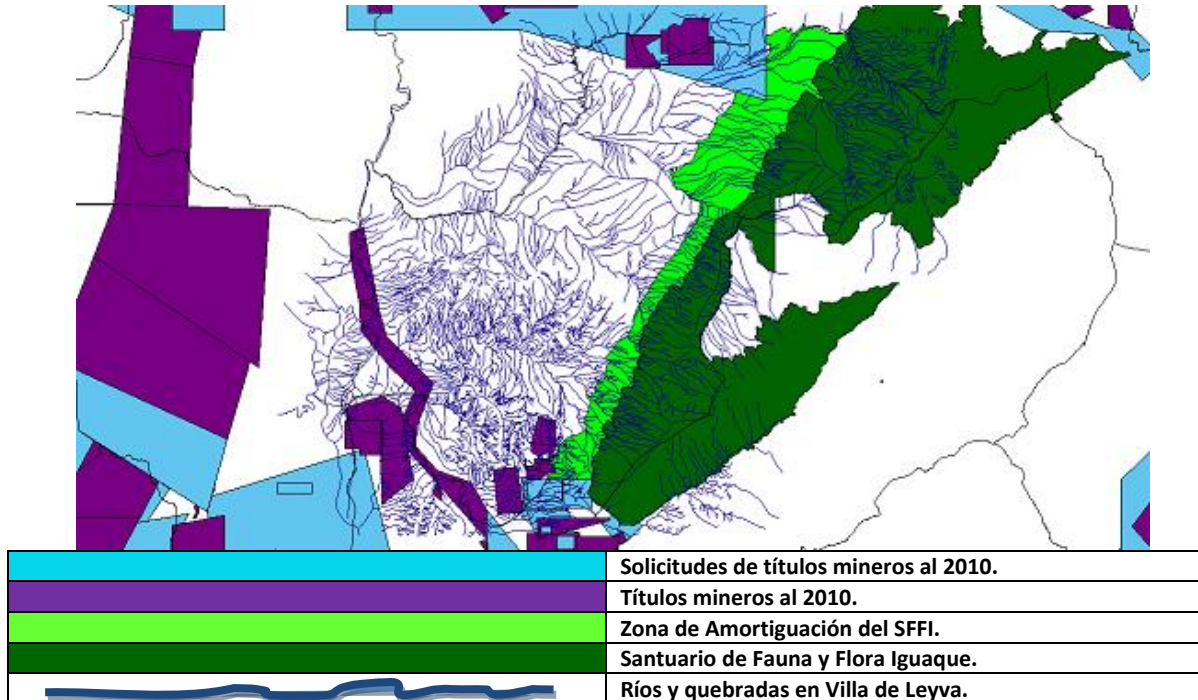 Solicitudes de títulos mineros al 2010.
Títulos mineros al 2010.
Zona de Amortiguación del SFFI.
Santuario de Fauna y Flora Iguaque.
Ríos y quebradas en Villa de Leyva.